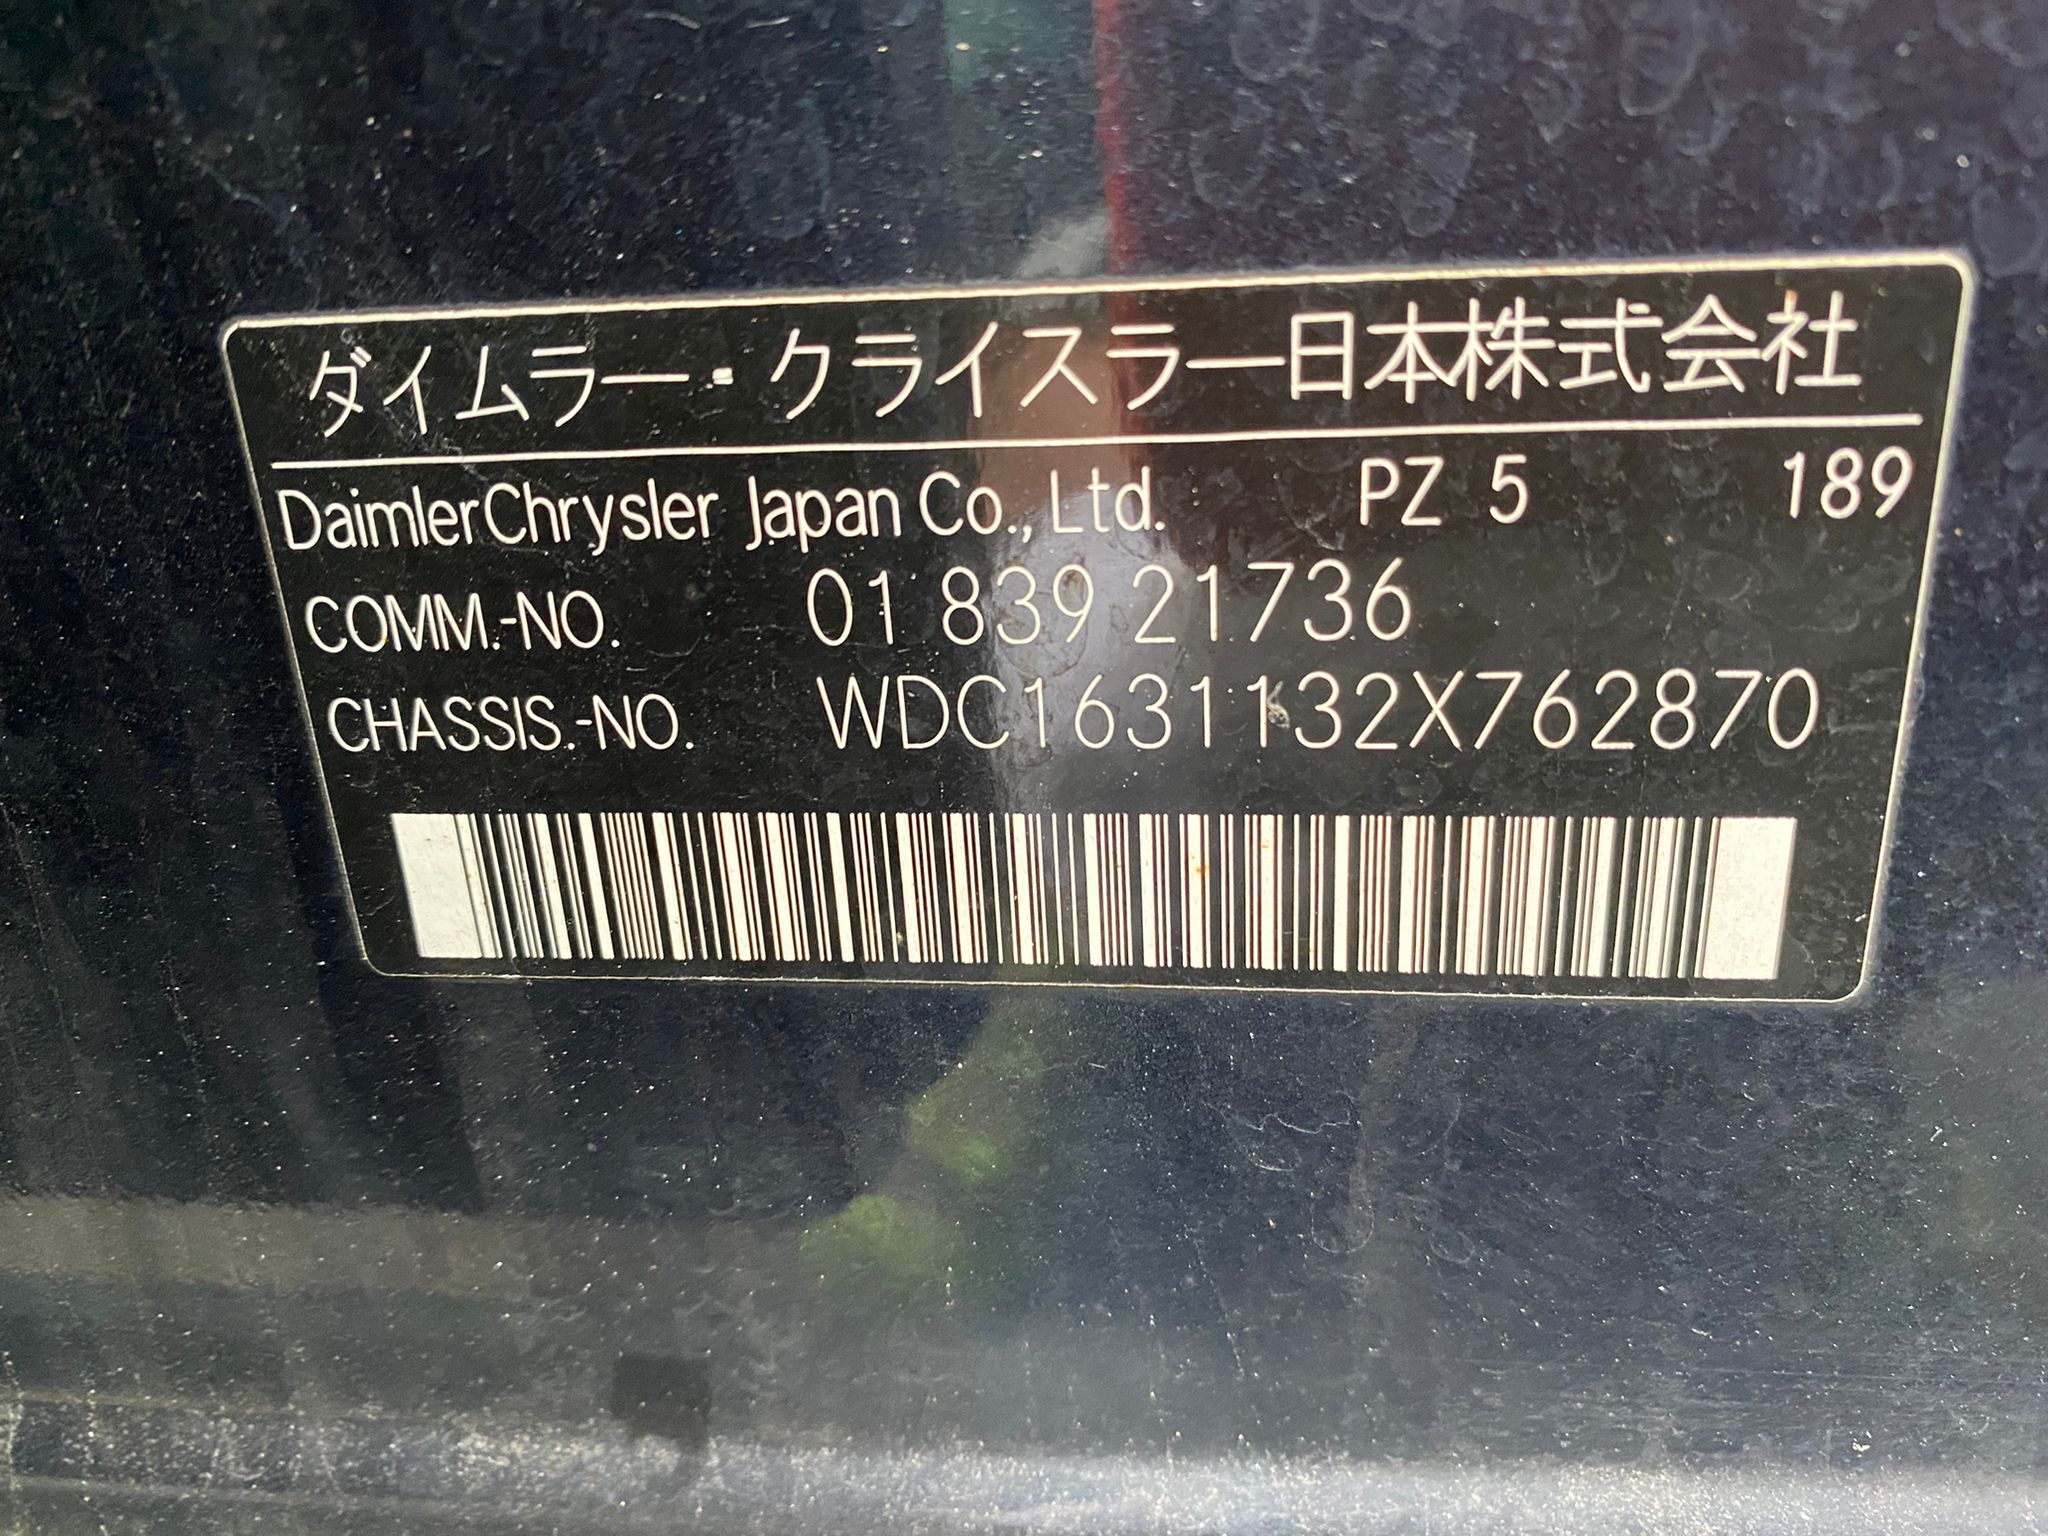 ダイムラー・クライスラー日本株式会社
DaimlerChrysler Japan Co., Ltd. PZ 5 189
COMM.-NO. 01 839 21736
CHASSIS.-NO. WDC1631132X762870